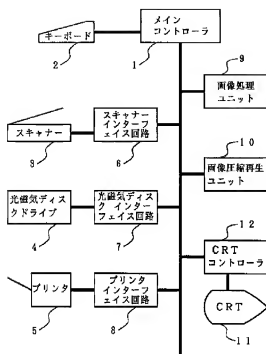 メイン
コントローラ
1
キーボード
2
9
画像処理
ユニット
スキャナー
3
スキャナー
インターフ
ェイス回路
6
10
画像圧縮再生
ユニット
光磁気ディス
クドライブ
4
光磁気ディス
ク インター
フェイス回路
7
12
CRT
コントローラ
プリンタ
5
プリンタ
インターフ
ェイス回路
8
CRT
11